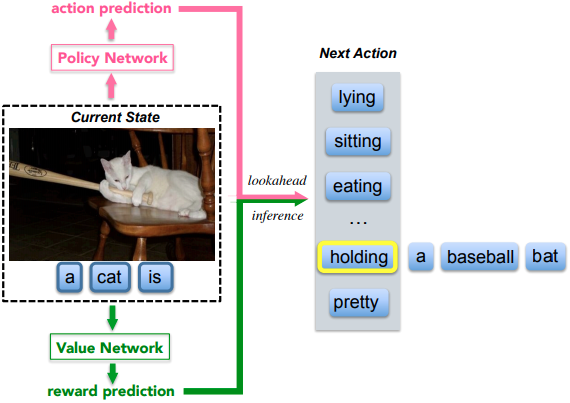 action prediction
Policy Network
Current State
a cat is
Value Network
reward prediction
lookahead
inference
Next Action
lying
sitting
eating
...
holding a baseball bat
pretty